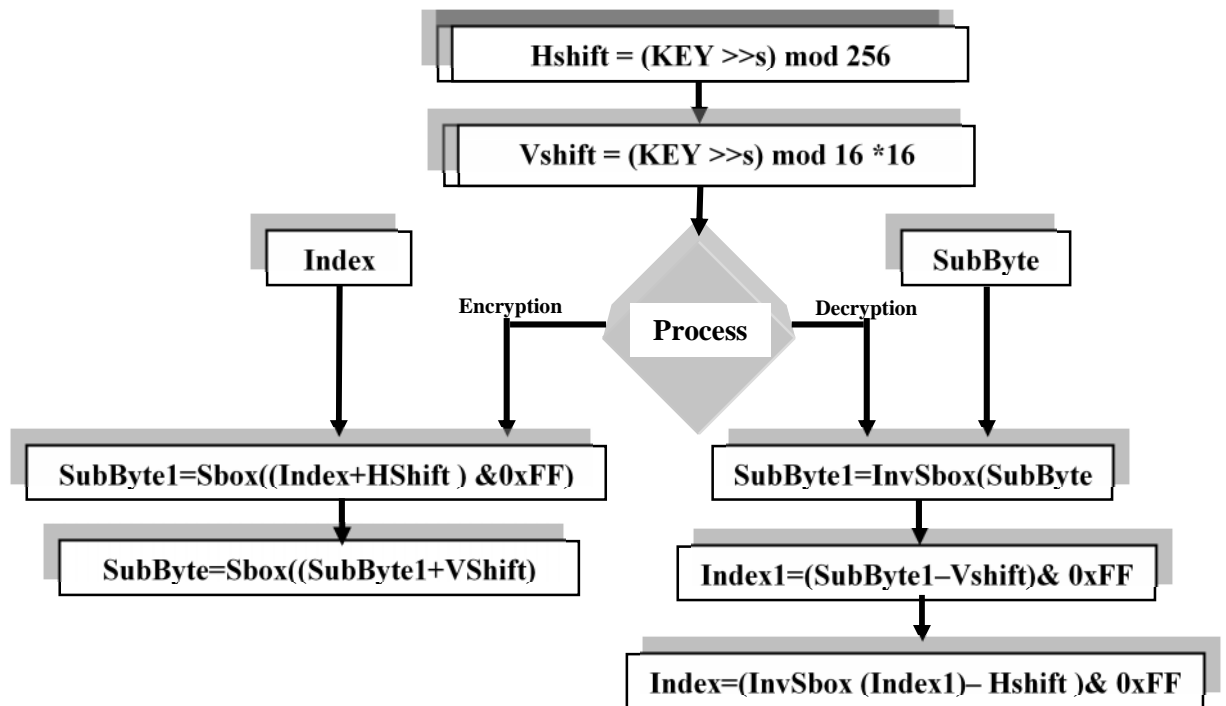 Hshift = (KEY >>s) mod 256
Vshift = (KEY >>s) mod 16 *16
Index
SubByte
Encryption
Decryption
Process
SubByte1=Sbox((Index+HShift ) &0xFF)
SubByte1=InvSbox(SubByte
SubByte=Sbox((SubByte1+VShift)
Index1=(SubByte1–Vshift)& 0xFF
Index=(InvSbox (Index1)– Hshift )& 0xFF